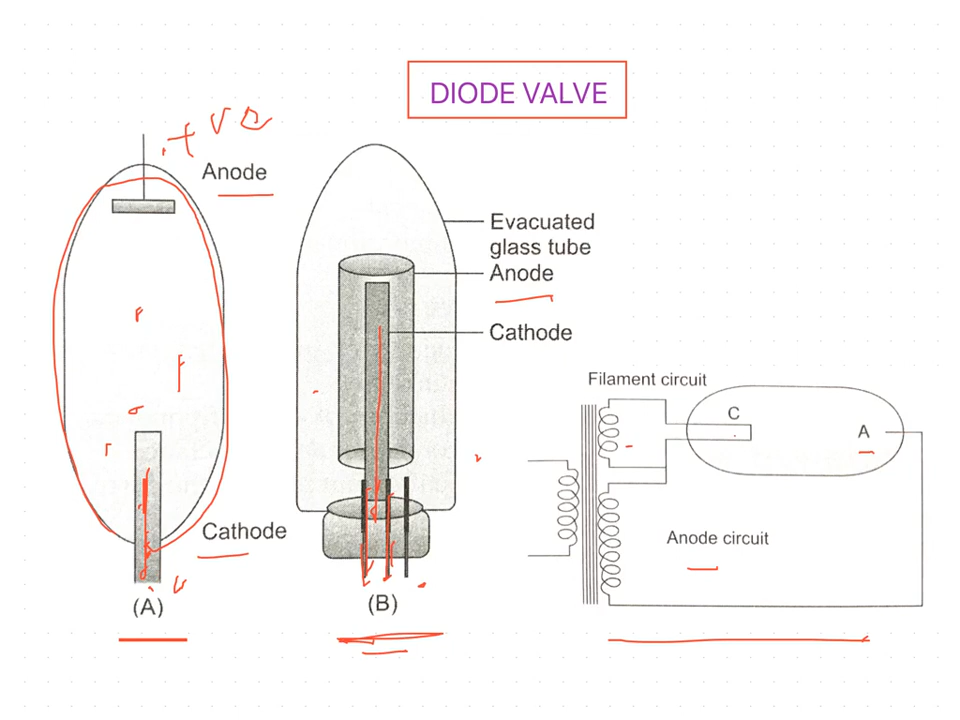 DIODE VALVE
+ve
Anode
Evacuated
glass tube
Anode
Cathode
Filament circuit
C
A
Anode circuit
Cathode
(A)
(B)